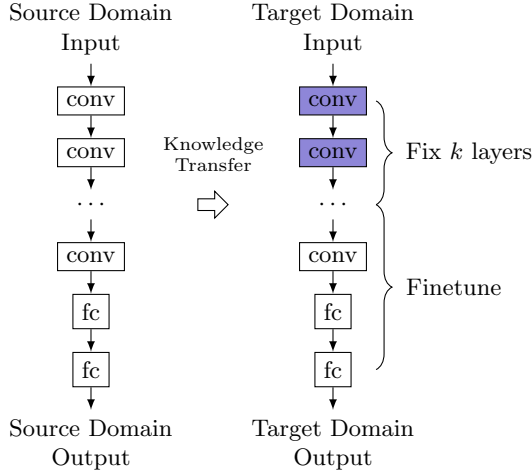 Source Domain
Input
conv
conv
...
conv
fc
fc
Source Domain
Output
Knowledge
Transfer
Target Domain
Input
conv
conv
...
conv
fc
fc
Target Domain
Output
Fix k layers
Finetune